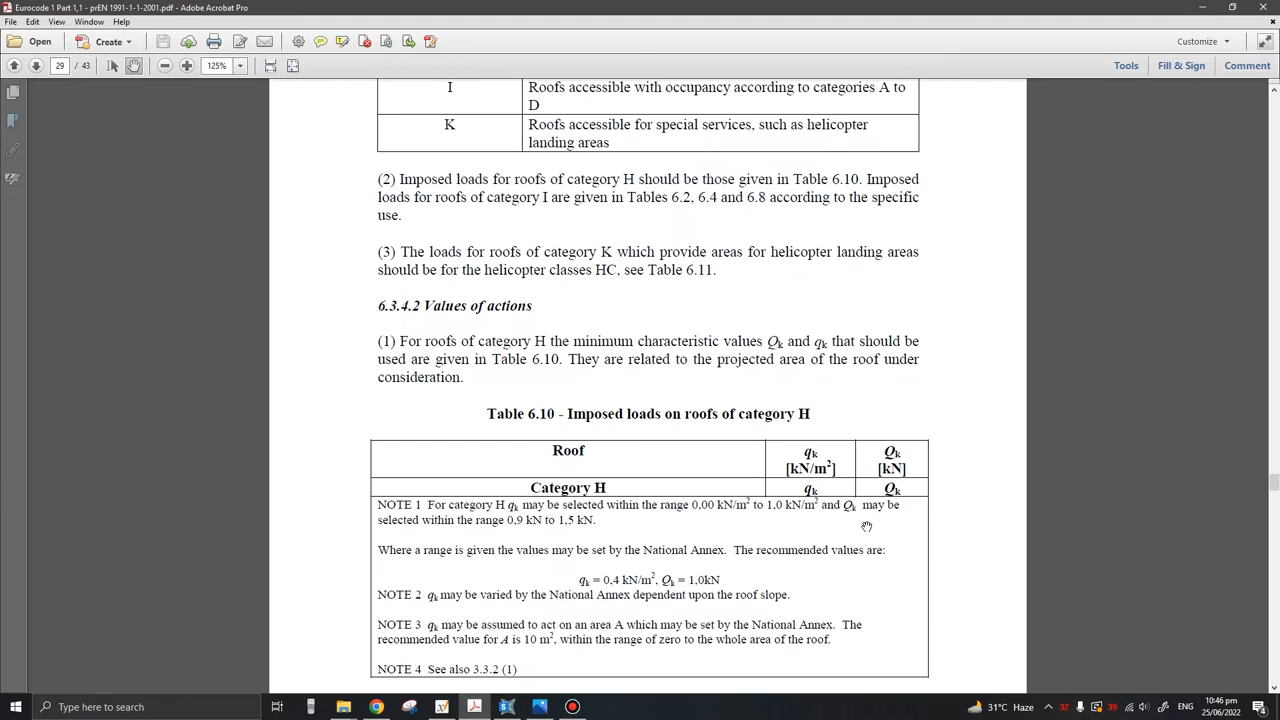 Eurocode 1 Part 1,1 - prEN 1991-1-1-2001.pdf - Adobe Acrobat Pro
File Edit View Window Help
Open Create Customize
29 / 43 125% Tools Fill & Sign Comment
I Roofs accessible with occupancy according to categories A to
D
K Roofs accessible for special services, such as helicopter
landing areas
(2) Imposed loads for roofs of category H should be those given in Table 6.10. Imposed
loads for roofs of category I are given in Tables 6.2, 6.4 and 6.8 according to the specific
use.
(3) The loads for roofs of category K which provide areas for helicopter landing areas
should be for the helicopter classes HC, see Table 6.11.
6.3.4.2 Values of actions
(1) For roofs of category H the minimum characteristic values Qk and qk that should be
used are given in Table 6.10. They are related to the projected area of the roof under
consideration.
Table 6.10 - Imposed loads on roofs of category H
Roof qk Qk
[kN/m2] [kN]
Category H qk Qk
NOTE 1 For category H qk may be selected within the range 0,00 kN/m2 to 1,0 kN/m2 and Qk may be
selected within the range 0,9 kN to 1,5 kN.
Where a range is given the values may be set by the National Annex. The recommended values are:
qk = 0,4 kN/m2, Qk = 1,0kN
NOTE 2 qk may be varied by the National Annex dependent upon the roof slope.
NOTE 3 qk may be assumed to act on an area A which may be set by the National Annex. The
recommended value for A is 10 m2, within the range of zero to the whole area of the roof.
NOTE 4 See also 3.3.2 (1)
Type here to search 31°C Haze 32 39 ENG 10:46 pm
25/06/2022